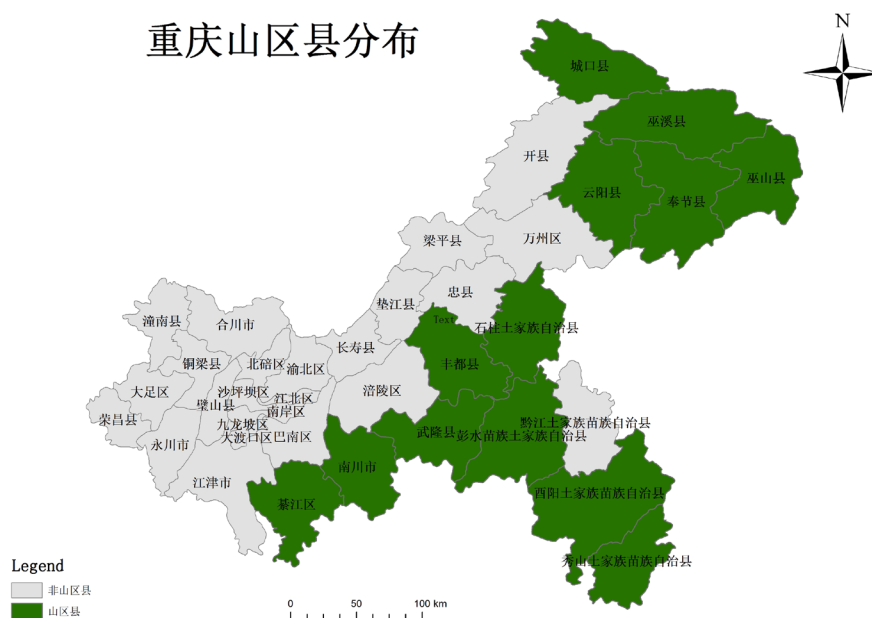 重庆山区县分布
N
城口县
巫溪县
开县
巫山县
云阳县
奉节县
万州区
梁平县
忠县
垫江县
Text
石柱土家族自治县
潼南县
合川市
长寿县
铜梁县
北碚区
渝北区
丰都县
大足区
沙坪坝区
涪陵区
江北区
璧山县
南岸区
荣昌县
九龙坡区
黔江土家族苗族自治县
大渡口区
巴南区
武隆县
彭水苗族土家族自治县
永川市
南川市
江津市
酉阳土家族苗族自治县
綦江区
秀山土家族苗族自治县
Legend
非山区县
山区县
0 50 100 km